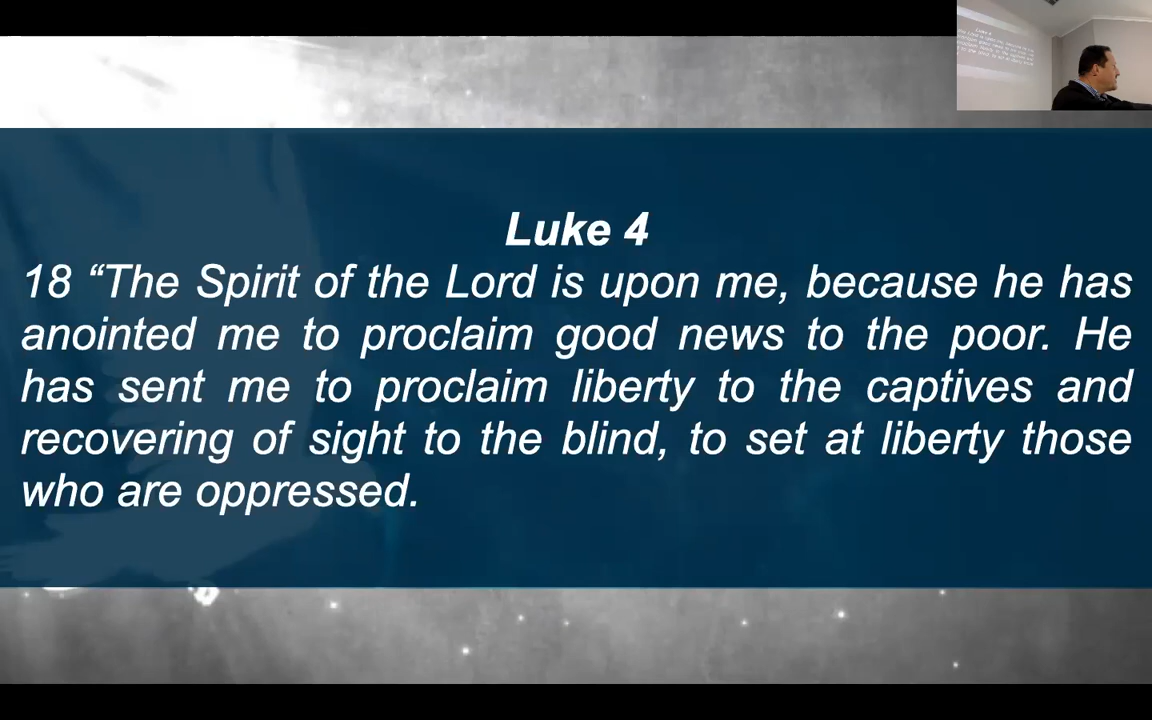 Luke 4
18 “The Spirit of the Lord is upon me, because he has
anointed me to proclaim good news to the poor. He
has sent me to proclaim liberty to the captives and
recovering of sight to the blind, to set at liberty those
who are oppressed.